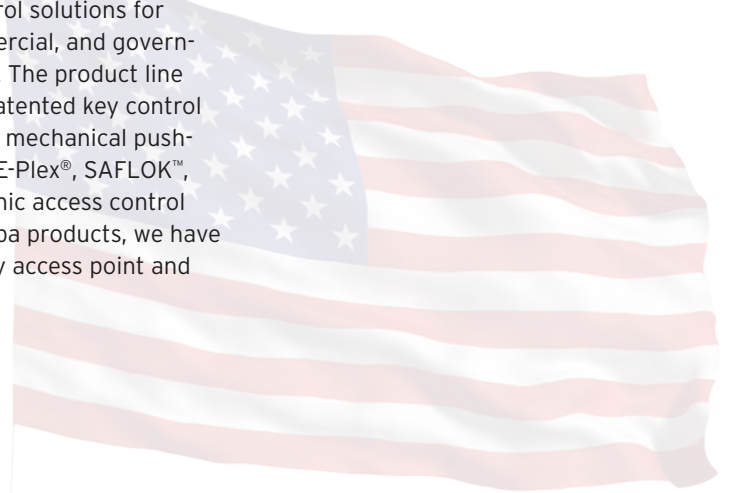 rol solutions for
ercial, and govern-
. The product line
atented key control
mechanical push-
E-Plex®, SAFLOK™,
nic access control
ba products, we have
y access point and